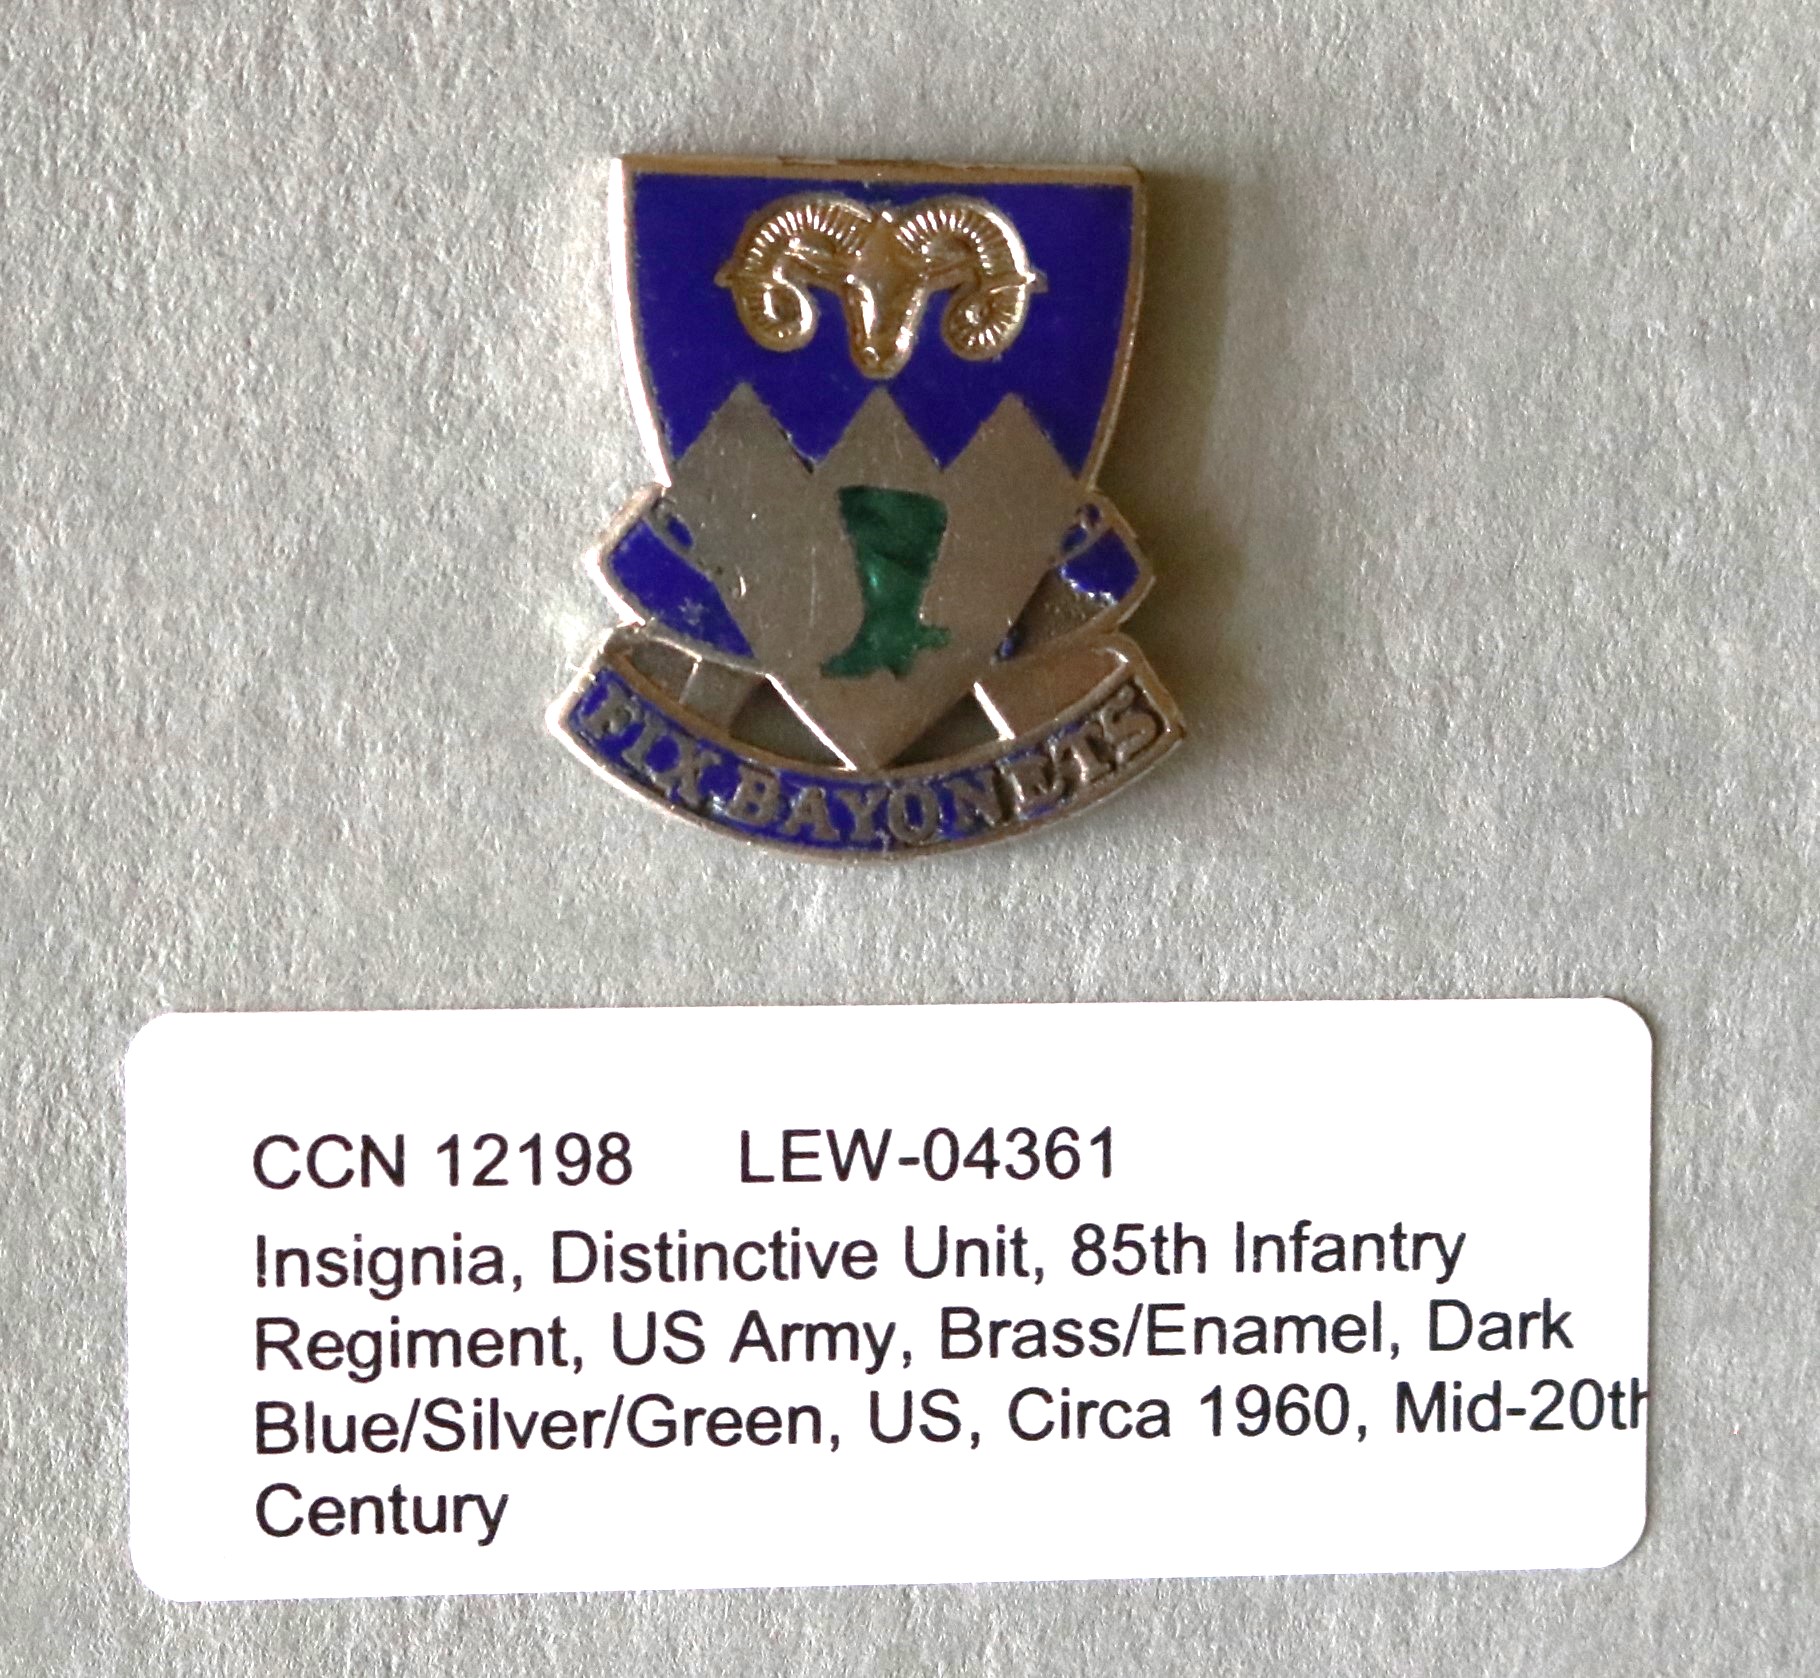 FIX BAYONETS
CCN 12198 LEW-04361
Insignia, Distinctive Unit, 85th Infantry
Regiment, US Army, Brass/Enamel, Dark
Blue/Silver/Green, US, Circa 1960, Mid-20th
Century